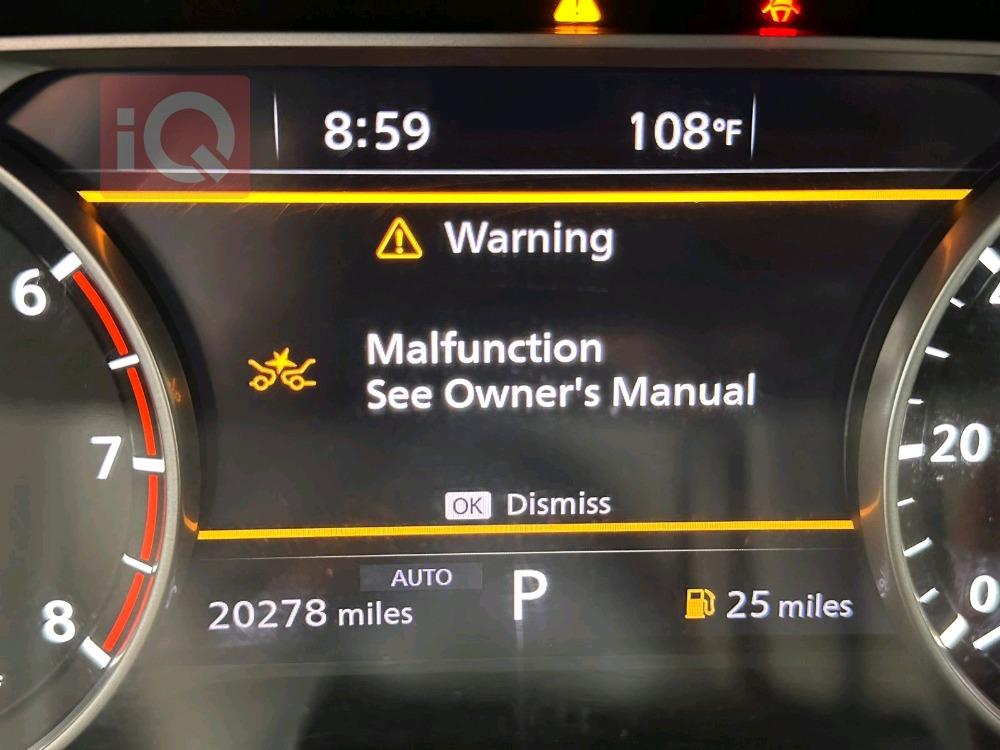 iQ
8:59 108°F
Warning
Malfunction
See Owner's Manual
OK Dismiss
AUTO
20278 miles P 25 miles
6
7
8
20
0